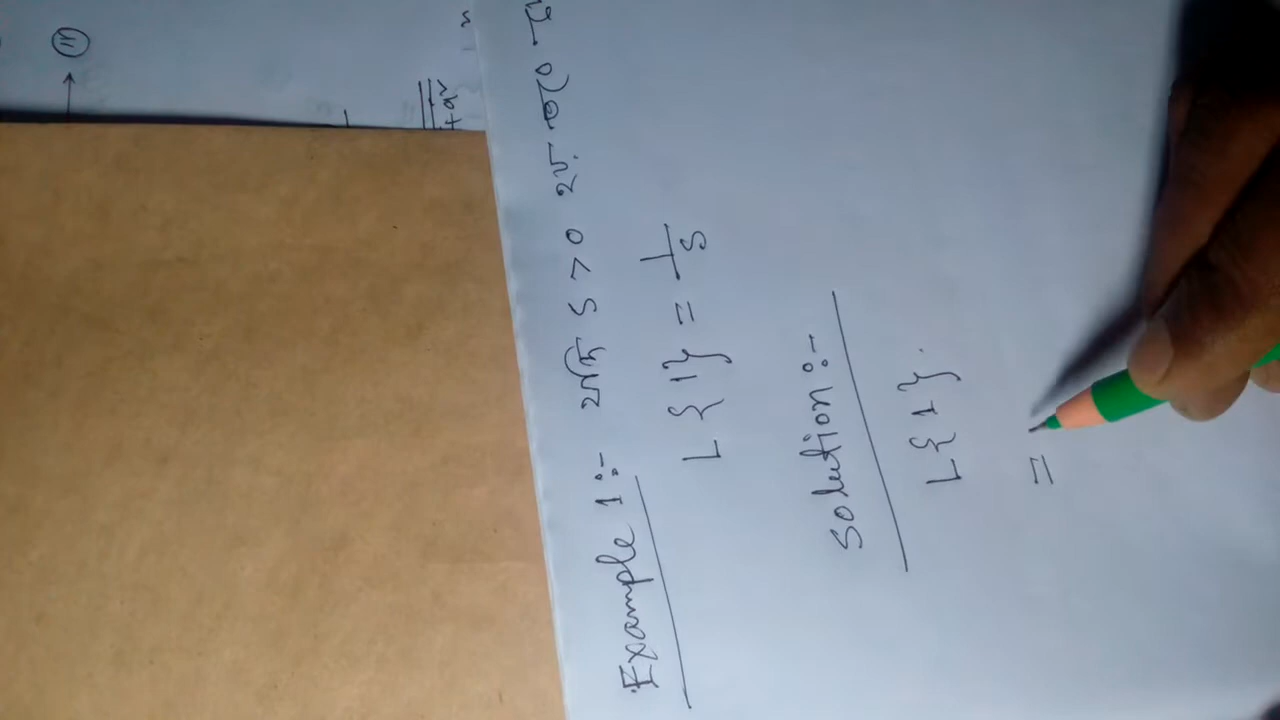 Example 1:- যদি S > 0 হয়. তবে
L { 1 } = 1/S
Solution :-
L { 1 }.
=